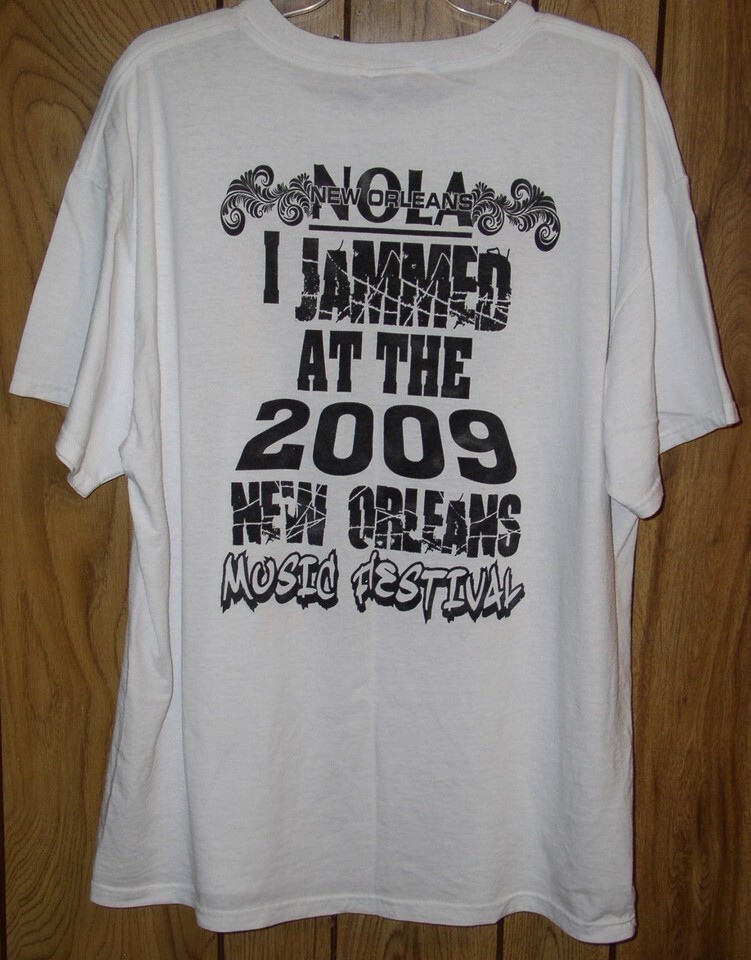 NOLA
NEW ORLEANS
I JAMMED
AT THE
2009
NEW ORLEANS
MUSIC FESTIVAL